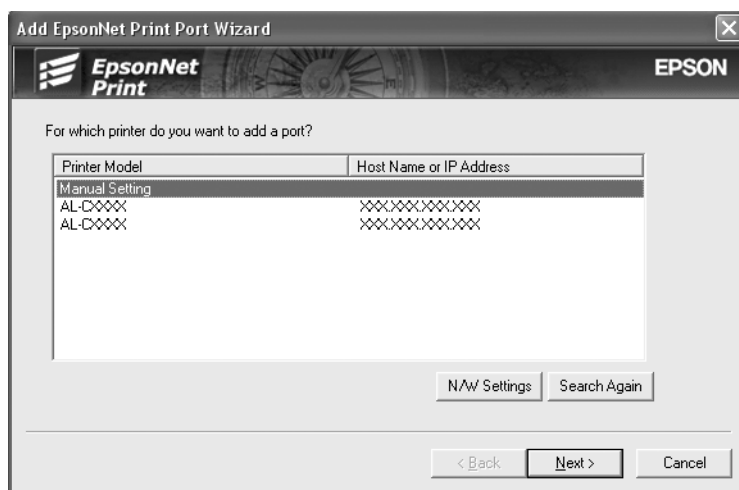 Add EpsonNet Print Port Wizard
EpsonNet
Print
EPSON
For which printer do you want to add a port?
Printer Model Host Name or IP Address
Manual Setting
AL-CXXXX XXX.XXX.XXX.XXX
AL-CXXXX XXX.XXX.XXX.XXX
N/W Settings Search Again
< Back Next > Cancel